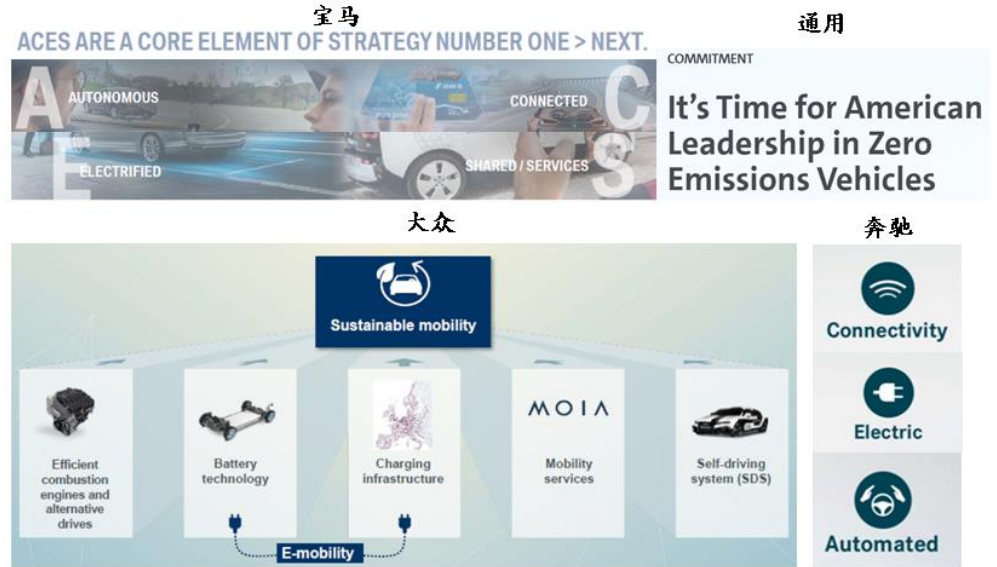 宝马
ACES ARE A CORE ELEMENT OF STRATEGY NUMBER ONE > NEXT.
A
AUTONOMOUS
CONNECTED
C
E
ELECTRIFIED
SHARED / SERVICES
S
通用
COMMITMENT
It's Time for American
Leadership in Zero
Emissions Vehicles
大众
Sustainable mobility
Efficient
combustion
engines and
alternative
drives
Battery
technology
Charging
infrastructure
MOIA
Mobility
services
Self-driving
system (SDS)
E-mobility
奔驰
Connectivity
Electric
Automated